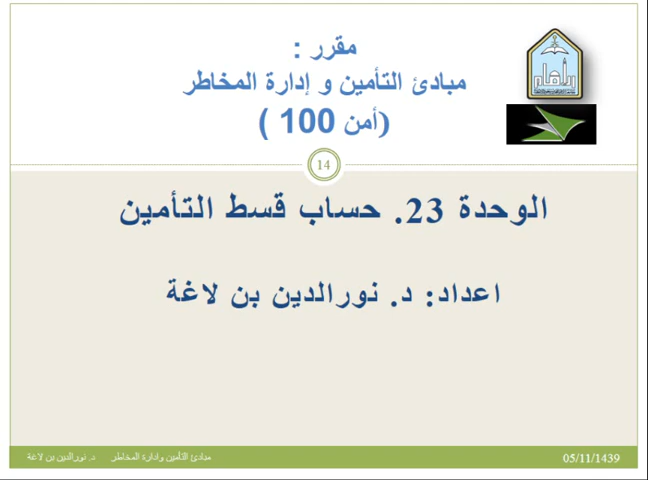 مقرر :
مبادئ التأمين و إدارة المخاطر
(أمن 100 )
14
الوحدة 23. حساب قسط التأمين
اعداد: د. نورالدين بن لاغة
مبادئ التأمين وادارة المخاطر د. نورالدين بن لاغة
05/11/1439